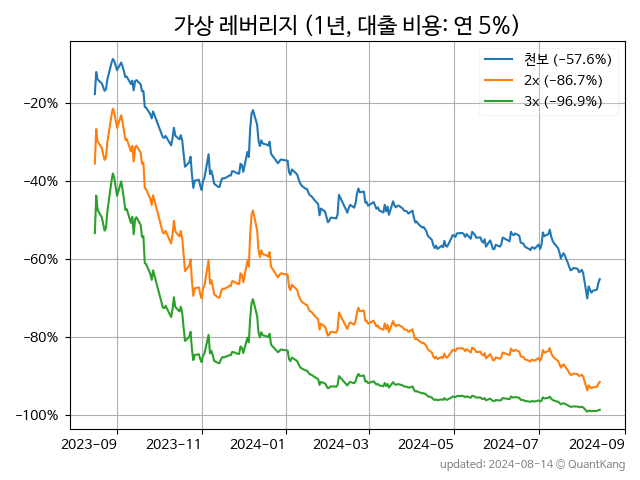 가상 레버리지 (1년, 대출 비용: 연 5%)
천보 (−57.6%)
2x (−86.7%)
3x (−96.9%)
−20%
−40%
−60%
−80%
−100%
2023−09 2023−11 2024−01 2024−03 2024−05 2024−07 2024−09
updated: 2024-08-14 © QuantKang